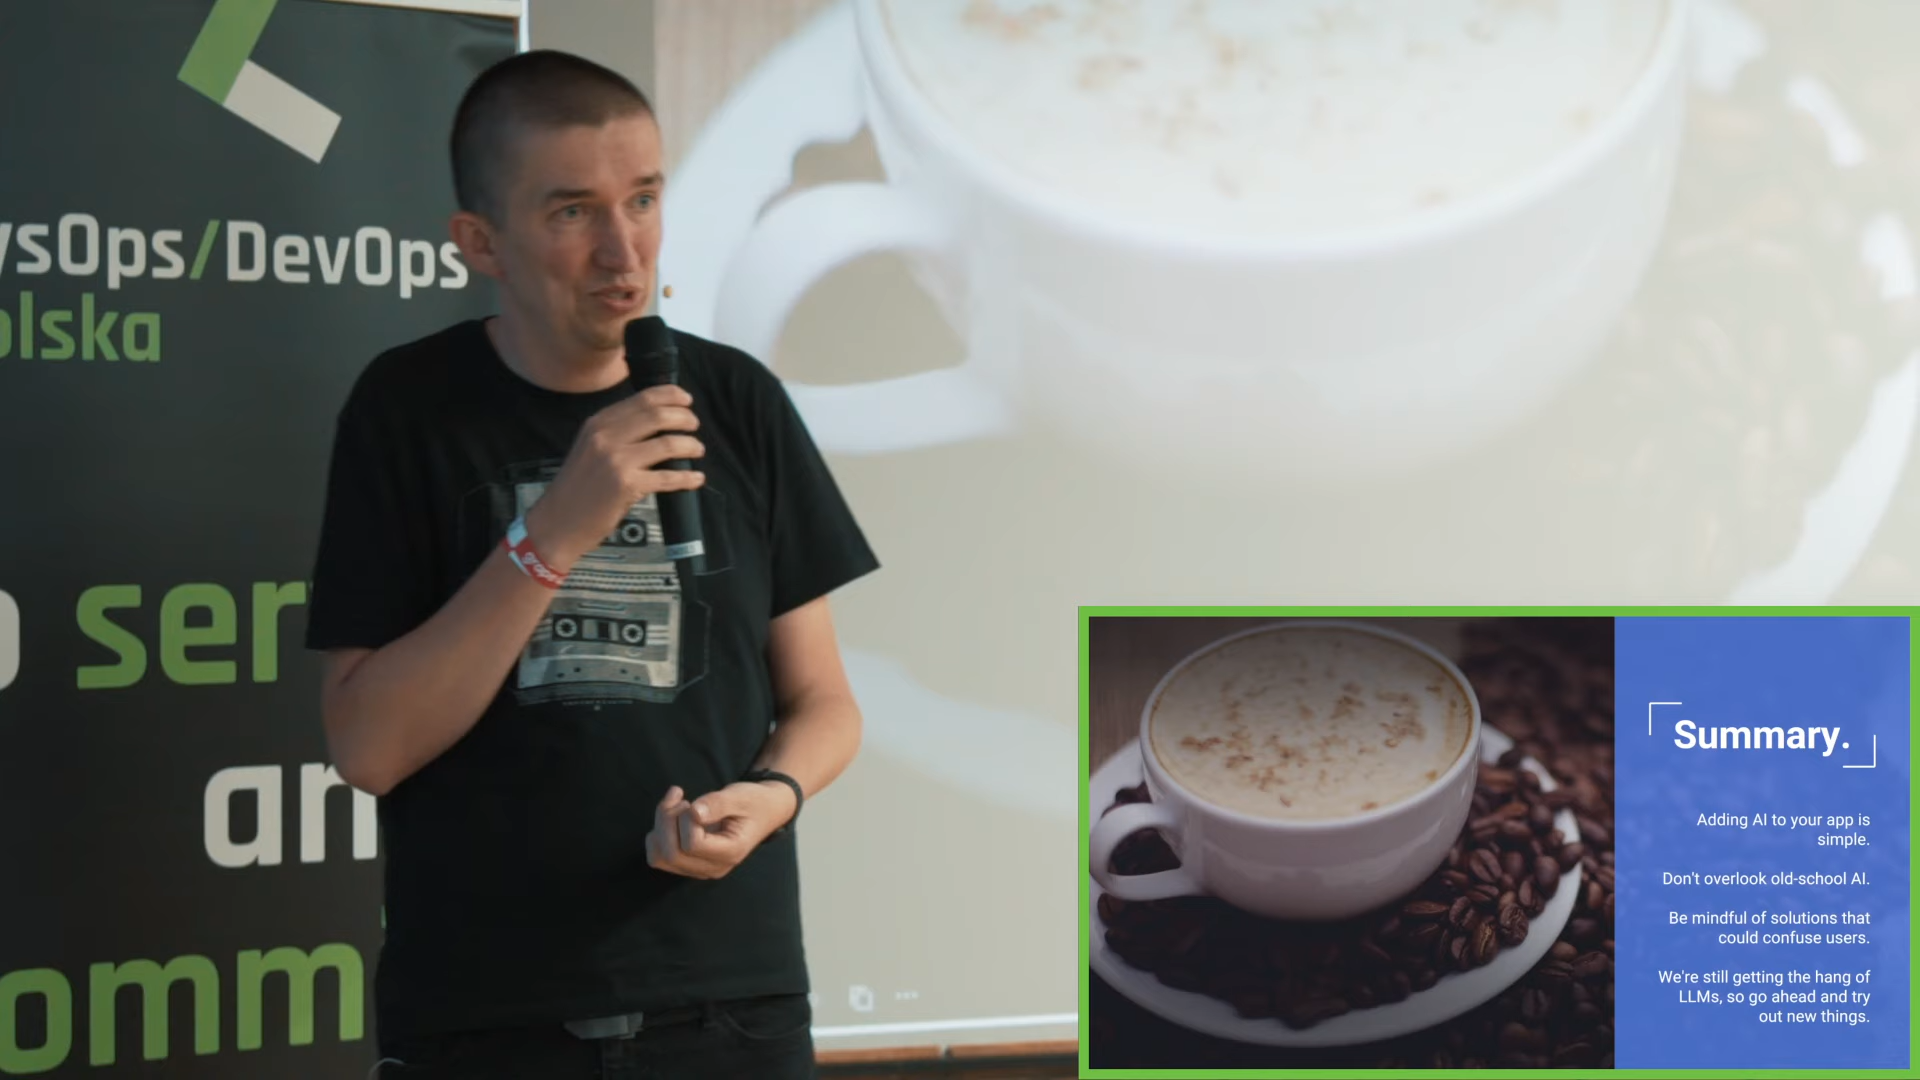 ysOps/DevOps
olska
ser
an
omm
Summary.
Adding AI to your app is
simple.
Don't overlook old-school AI.
Be mindful of solutions that
could confuse users.
We're still getting the hang of
LLMs, so go ahead and try
out new things.